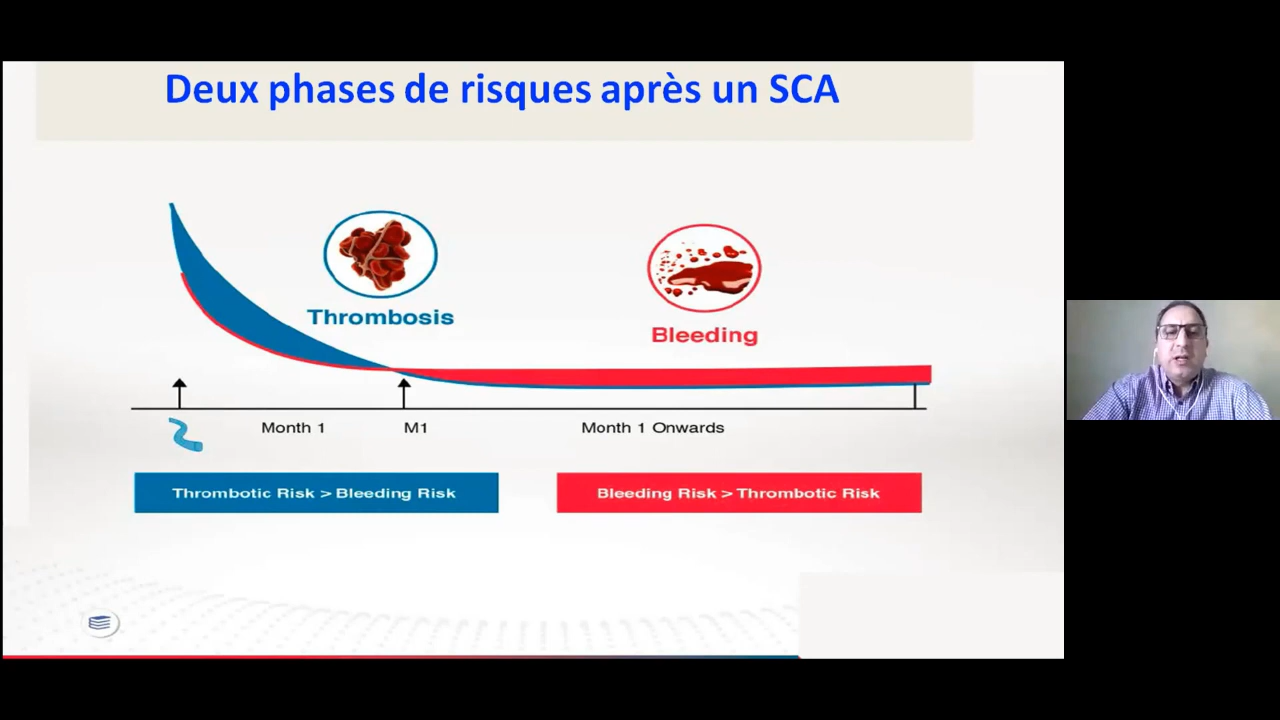 Deux phases de risques après un SCA
Thrombosis
Bleeding
Month 1
M1
Month 1 Onwards
Thrombotic Risk > Bleeding Risk
Bleeding Risk > Thrombotic Risk